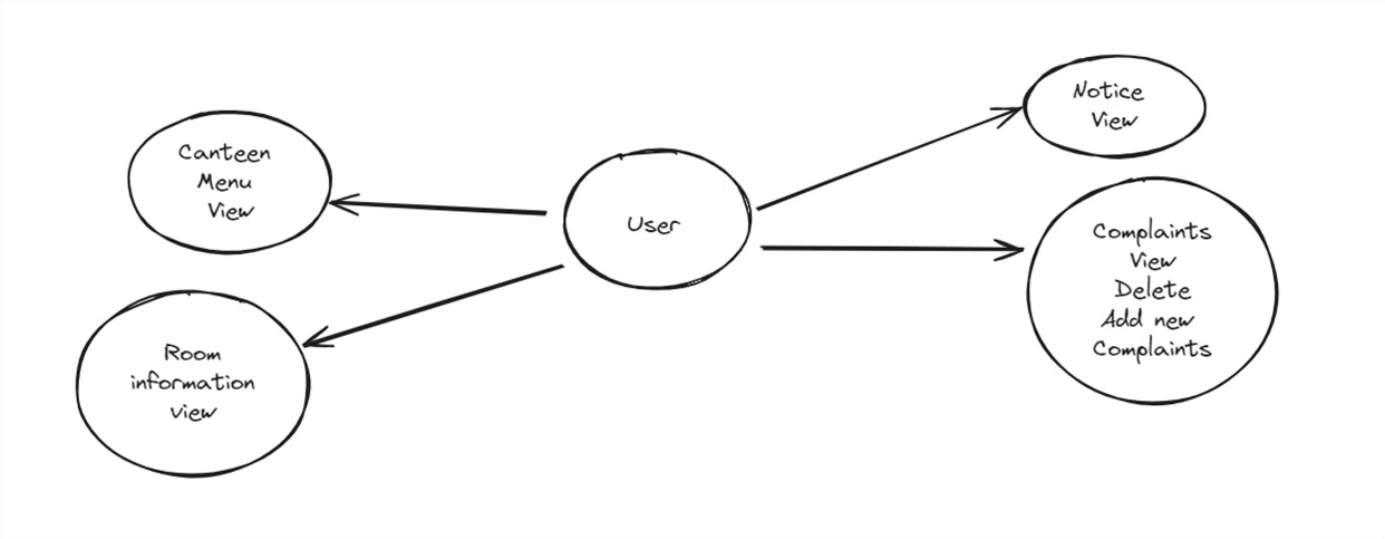 Canteen
Menu
View
Room
information
view
User
Notice
View
Complaints
View
Delete
Add new
Complaints